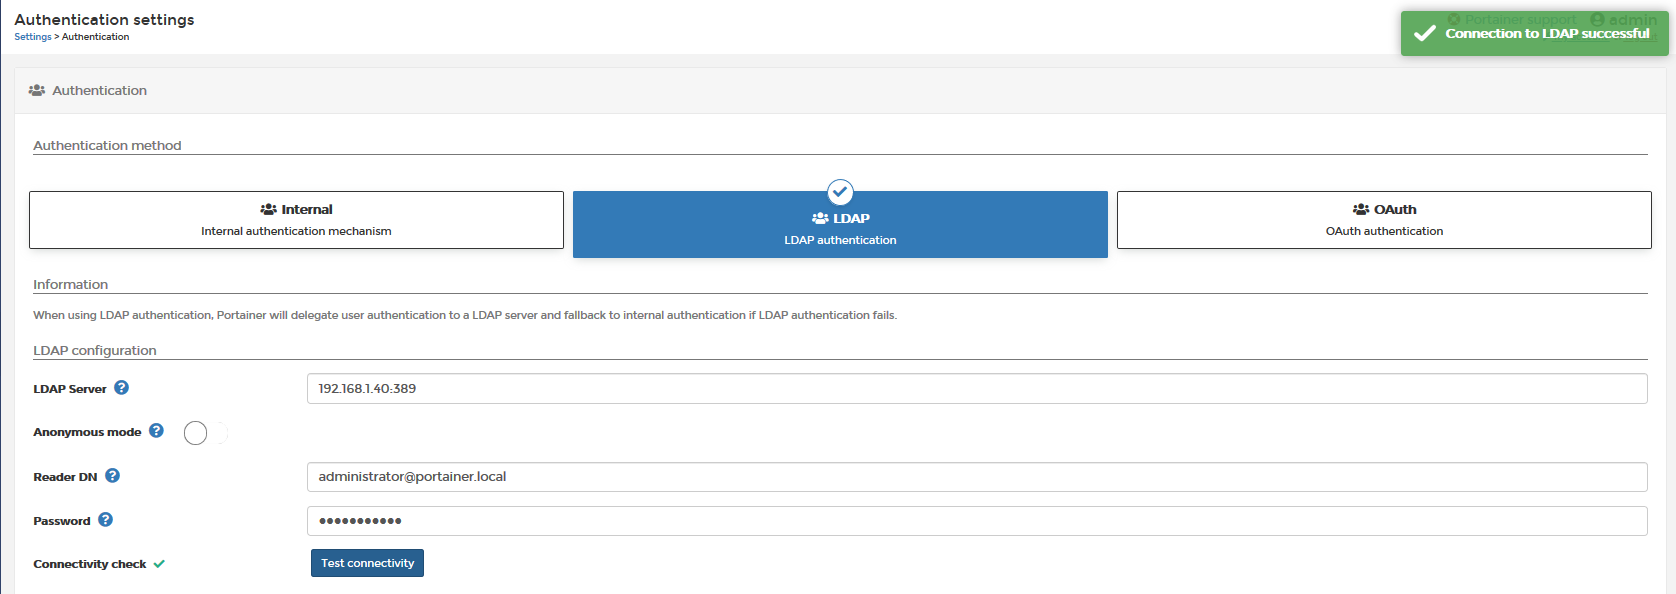 Authentication settings
Portainer support admin
Settings > Authentication
Connection to LDAP successful
Authentication
Authentication method
Internal
Internal authentication mechanism
LDAP
LDAP authentication
OAuth
OAuth authentication
Information
When using LDAP authentication, Portainer will delegate user authentication to a LDAP server and fallback to internal authentication if LDAP authentication fails.
LDAP configuration
LDAP Server
192.168.1.40:389
Anonymous mode
Reader DN
administrator@portainer.local
Password
•••••••••••
Connectivity check
Test connectivity